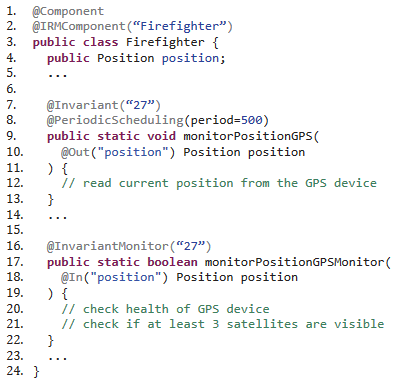 1. @Component
2. @IRMComponent(“Firefighter”)
3. public class Firefighter {
4.   public Position position;
5.   ...
6.
7.   @Invariant(“27”)
8.   @PeriodicScheduling(period=500)
9.   public static void monitorPositionGPS(
10.     @Out("position") Position position
11.   ) {
12.     // read current position from the GPS device
13.   }
14.   ...
15.
16.   @InvariantMonitor(“27”)
17.   public static boolean monitorPositionGPSMonitor(
18.     @In("position") Position position
19.   ) {
20.     // check health of GPS device
21.     // check if at least 3 satellites are visible
22.   }
23.   ...
24. }